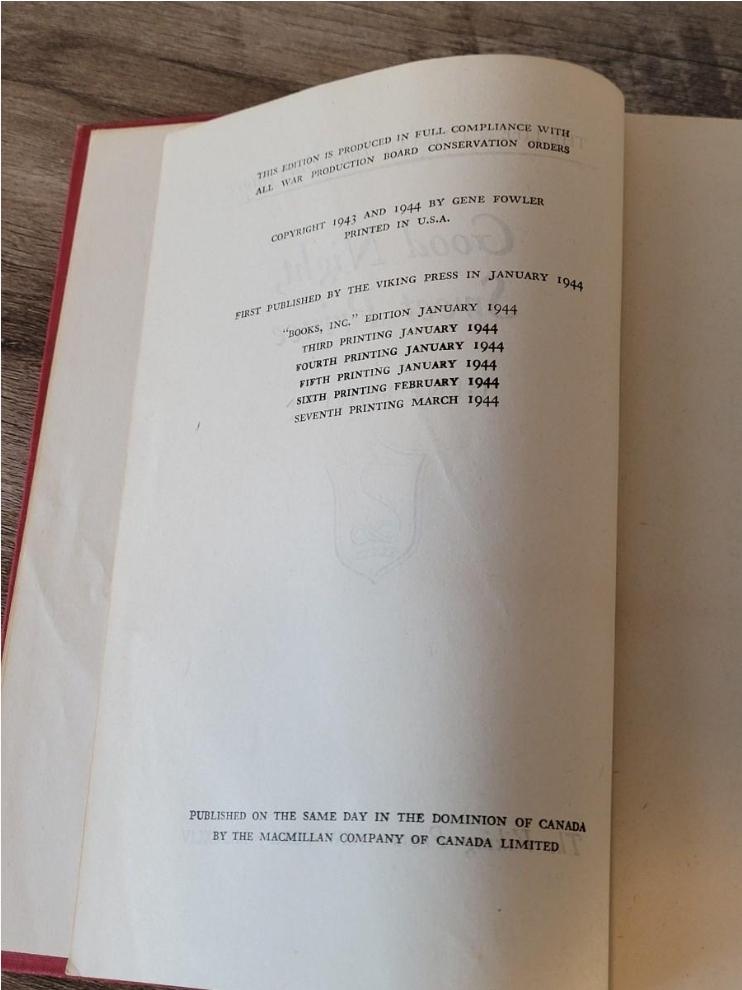 THIS EDITION IS PRODUCED IN FULL COMPLIANCE WITH
ALL WAR PRODUCTION BOARD CONSERVATION ORDERS
COPYRIGHT 1943 AND 1944 BY GENE FOWLER
PRINTED IN U.S.A.
FIRST PUBLISHED BY THE VIKING PRESS IN JANUARY 1944
"BOOKS, INC." EDITION JANUARY 1944
THIRD PRINTING JANUARY 1944
FOURTH PRINTING JANUARY 1944
FIFTH PRINTING JANUARY 1944
SIXTH PRINTING FEBRUARY 1944
SEVENTH PRINTING MARCH 1944
Good Night,
PUBLISHED ON THE SAME DAY IN THE DOMINION OF CANADA
BY THE MACMILLAN COMPANY OF CANADA LIMITED